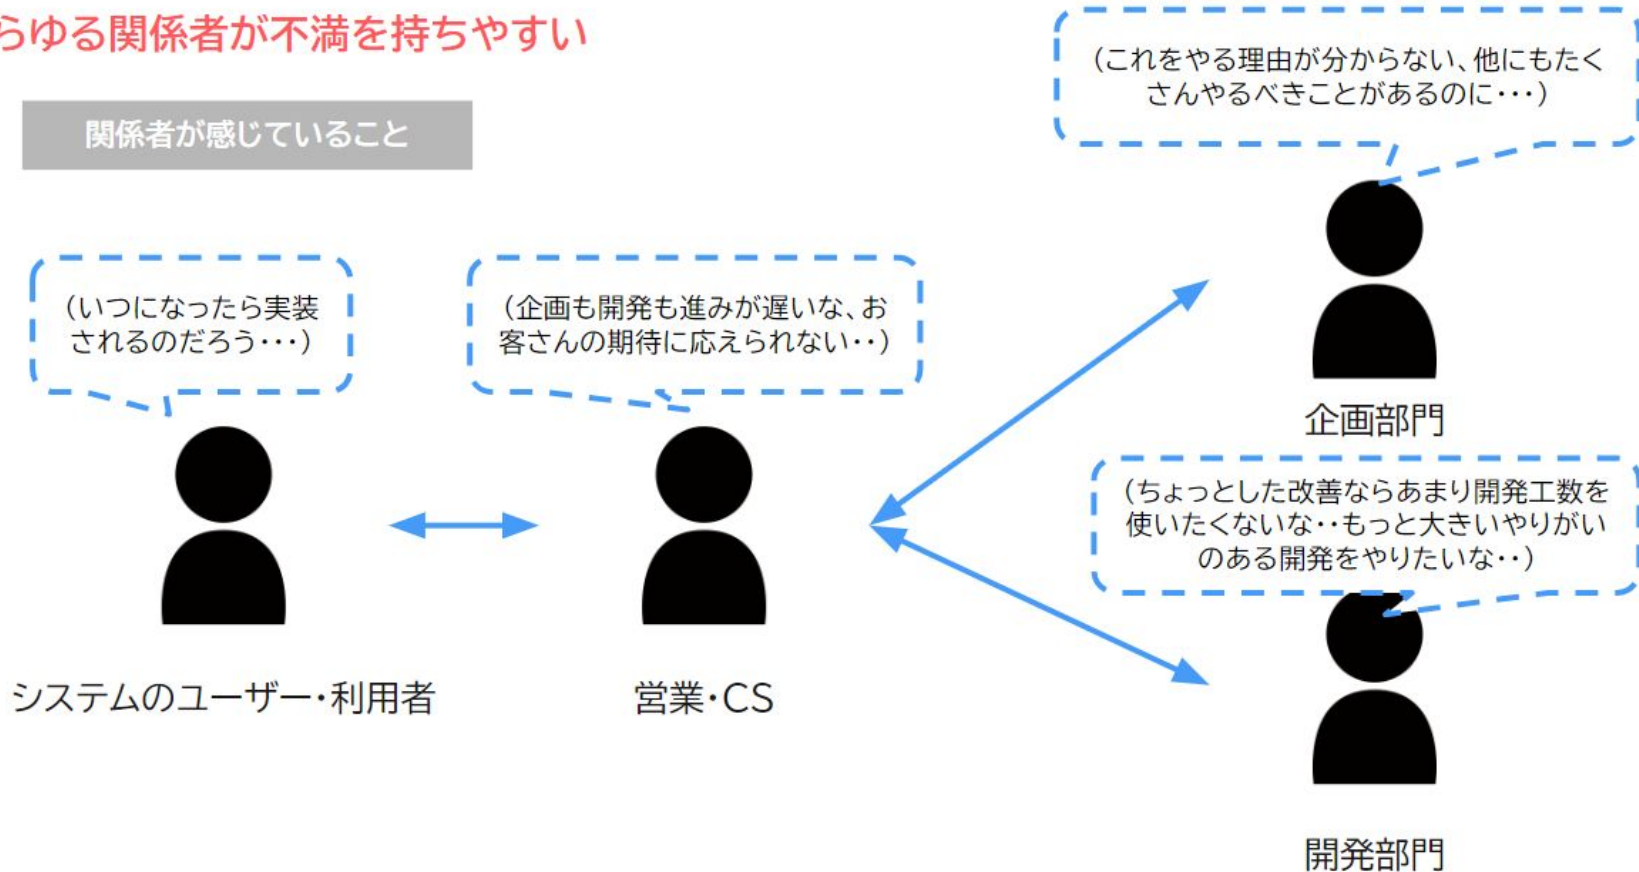 らゆる関係者が不満を持ちやすい
関係者が感じていること
（これをやる理由が分からない、他にもたく
さんやるべきことがあるのに・・・）
（いつになったら実装
されるのだろう・・・）
（企画も開発も進みが遅いな、お
客さんの期待に応えられない・・）
企画部門
（ちょっとした改善ならあまり開発工数を
使いたくないな・・もっと大きいやりがい
のある開発をやりたいな・・）
システムのユーザー・利用者
営業・CS
開発部門